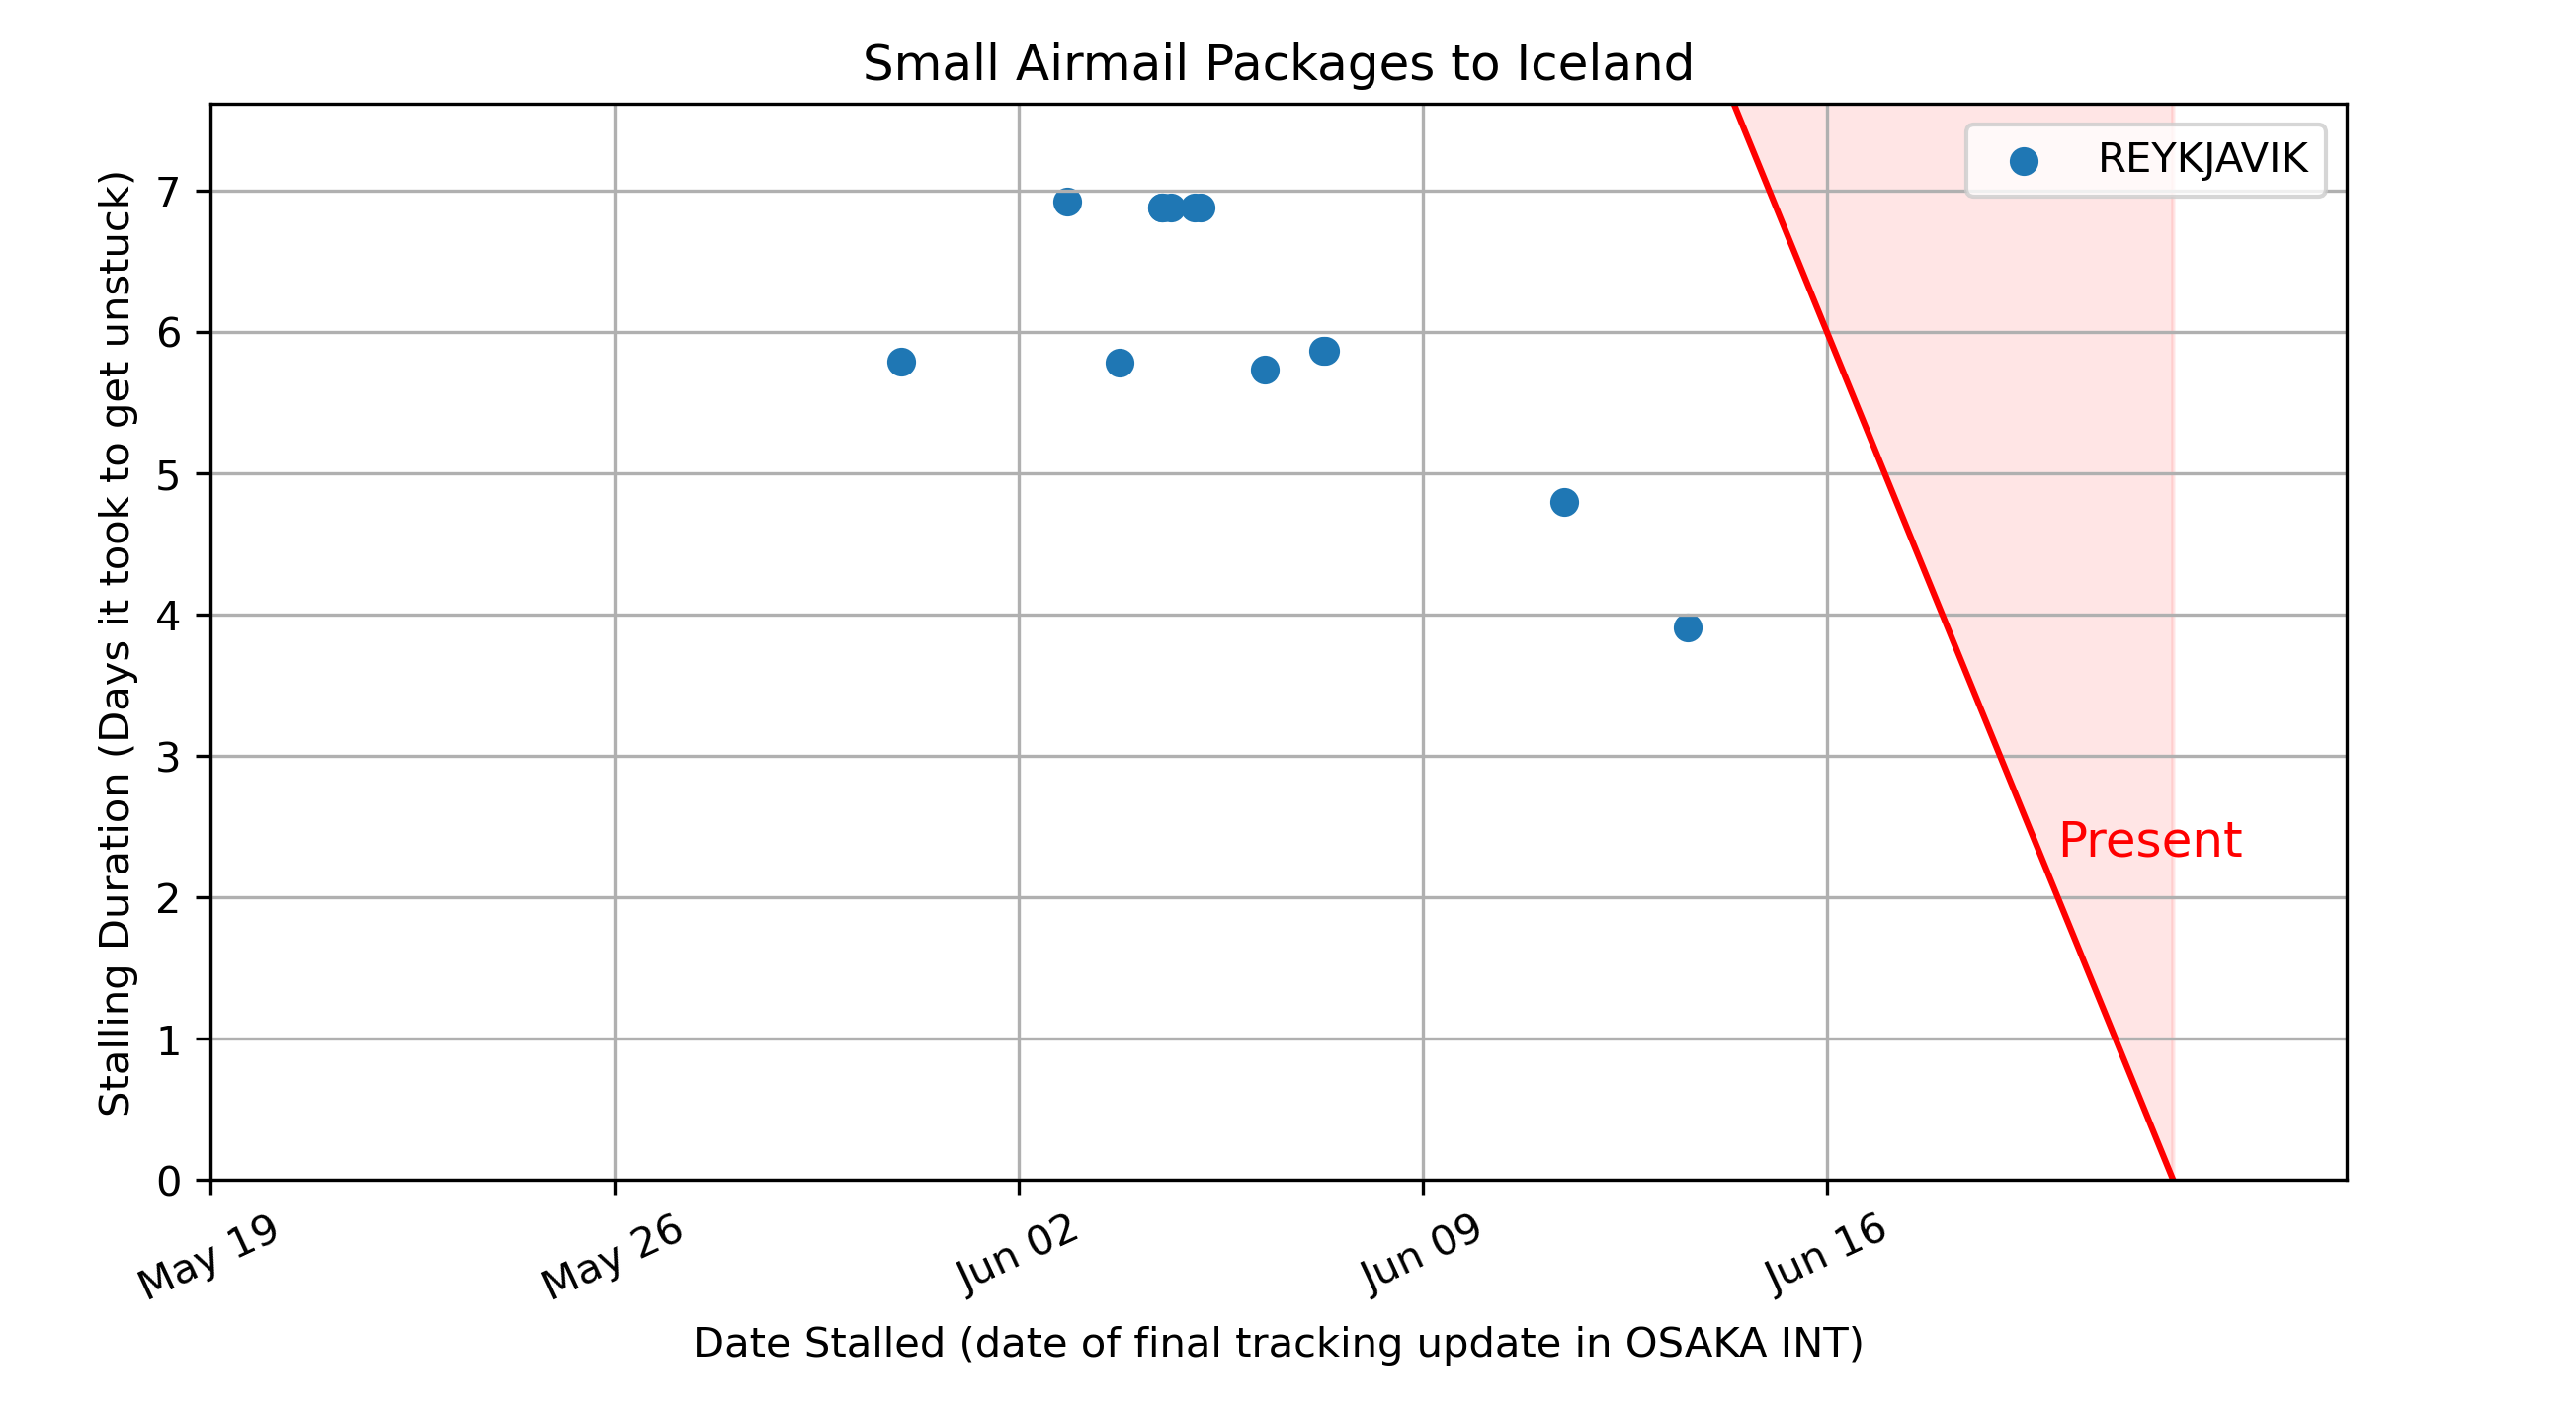 Small Airmail Packages to Iceland
REYKJAVIK
Stalling Duration (Days it took to get unstuck)
7
6
5
4
3
2
1
0
Present
May 19
May 26
Jun 02
Jun 09
Jun 16
Date Stalled (date of final tracking update in OSAKA INT)